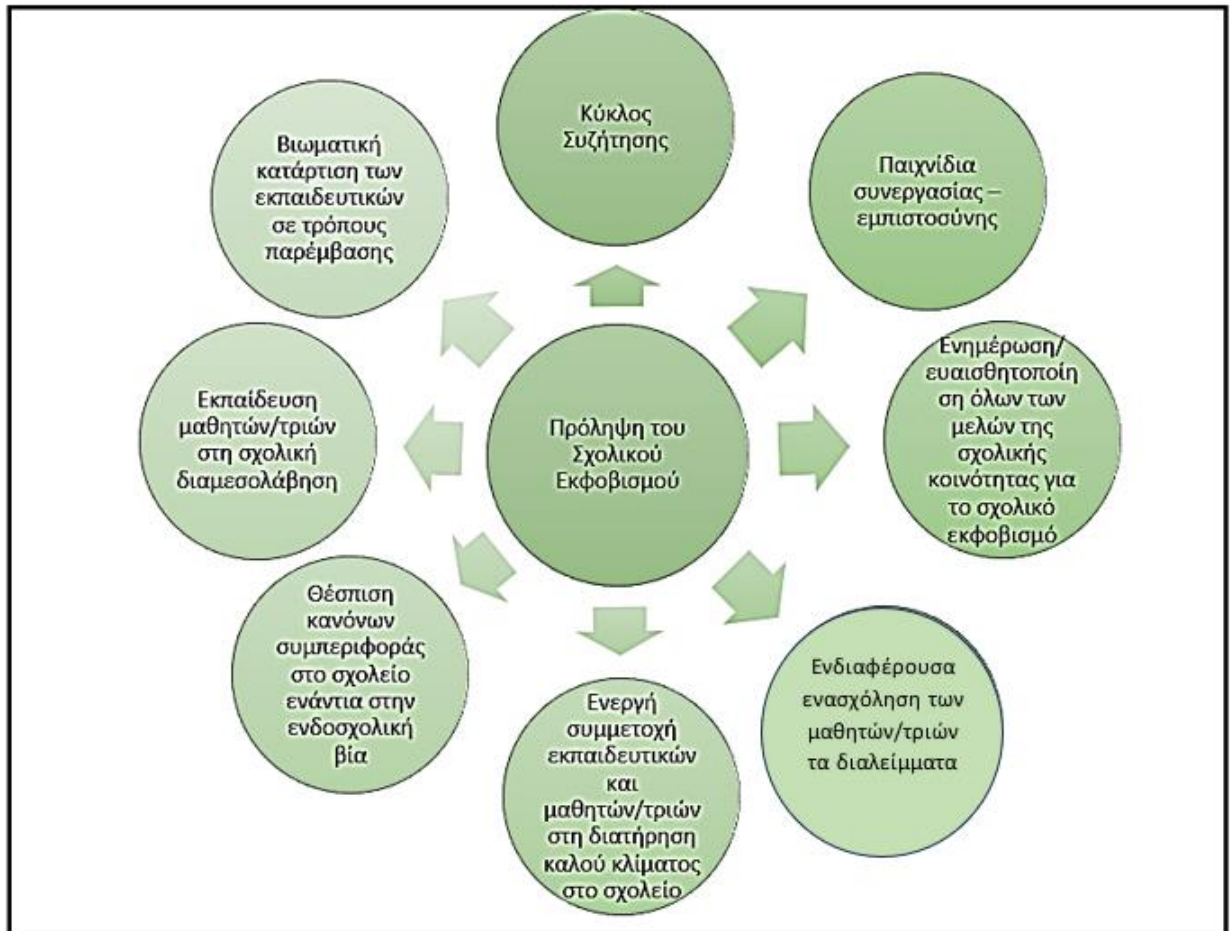 Κύκλος
Συζήτησης
Παιχνίδια
συνεργασίας –
εμπιστοσύνης
Ενημέρωση/
ευαισθητοποίη
ση όλων των
μελών της
σχολικής
κοινότητας για
το σχολικό
εκφοβισμό
Ενδιαφέρουσα
ενασχόληση των
μαθητών/τριών
τα διαλείμματα
Ενεργή
συμμετοχή
εκπαιδευτικών
και
μαθητών/τριών
στη διατήρηση
καλού κλίματος
στο σχολείο
Θέσπιση
κανόνων
συμπεριφοράς
στο σχολείο
ενάντια στην
ενδοσχολική
βία
Εκπαίδευση
μαθητών/τριών
στη σχολική
διαμεσολάβηση
Βιωματική
κατάρτιση των
εκπαιδευτικών
σε τρόπους
παρέμβασης
Πρόληψη του
Σχολικού
Εκφοβισμού